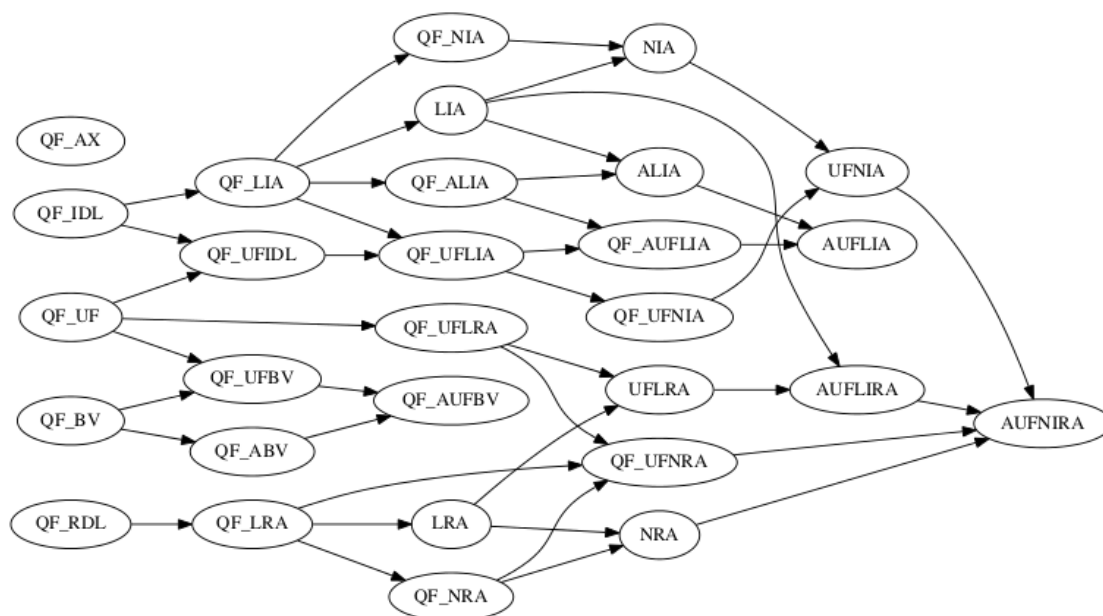 QF_NIA
NIA
LIA
QF_AX
QF_LIA
QF_ALIA
ALIA
UFNIA
QF_IDL
QF_UFIDL
QF_UFLIA
QF_AUFLIA
AUFLIA
QF_UF
QF_UFLRA
QF_UFNIA
QF_UFBV
QF_AUFBV
UFLRA
AUFLIRA
QF_BV
QF_ABV
QF_UFNRA
AUFNIRA
QF_RDL
QF_LRA
LRA
NRA
QF_NRA